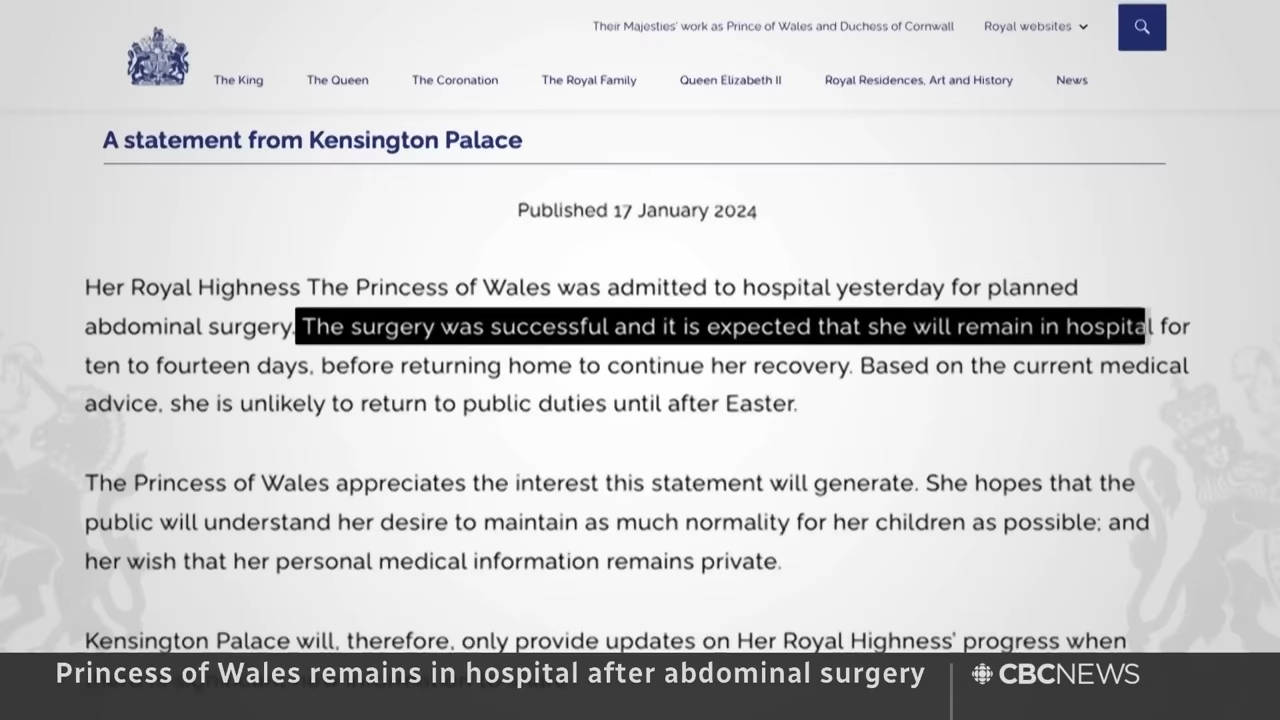 Their Majesties' work as Prince of Wales and Duchess of Cornwall Royal websites
The King The Queen The Coronation The Royal Family Queen Elizabeth II Royal Residences, Art and History News
A statement from Kensington Palace
Published 17 January 2024
Her Royal Highness The Princess of Wales was admitted to hospital yesterday for planned
abdominal surgery. The surgery was successful and it is expected that she will remain in hospital for
ten to fourteen days, before returning home to continue her recovery. Based on the current medical
advice, she is unlikely to return to public duties until after Easter.
The Princess of Wales appreciates the interest this statement will generate. She hopes that the
public will understand her desire to maintain as much normality for her children as possible; and
her wish that her personal medical information remains private.
Kensington Palace will, therefore, only provide updates on Her Royal Highness' progress when
Princess of Wales remains in hospital after abdominal surgery CBCNEWS